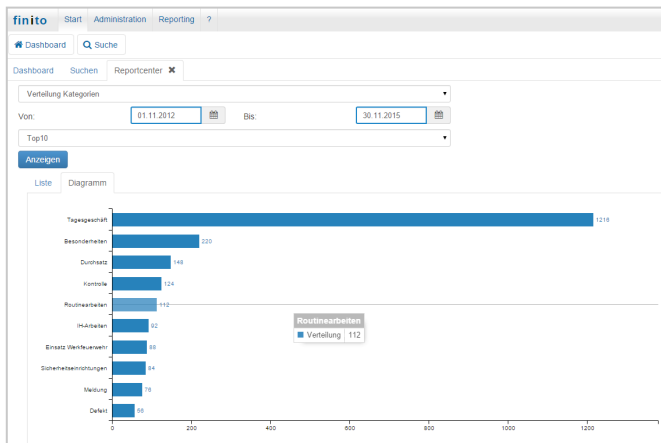 finito Start Administration Reporting ?
Dashboard Suche
Dashboard Suchen Reportcenter ✖
Verteilung Kategorien
Von: 01.11.2012 Bis: 30.11.2015
Top10
Anzeigen
Liste Diagramm
Tagesgeschäft 1216
Besonderheiten 220
Durchsatz 148
Kontrolle 124
Routinearbeiten 112
Routinearbeiten
Verteilung 112
IH-Arbeiten 92
Einsatz Werkfeuerwehr 88
Sicherheitseinrichtungen 84
Meldung 76
Defekt
0 200 400 600 800 1000 1200